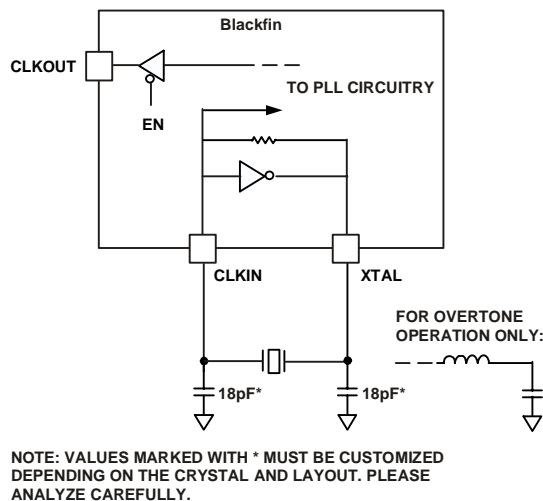 Blackfin
CLKOUT
TO PLL CIRCUITRY
EN
CLKIN
XTAL
FOR OVERTONE
OPERATION ONLY:
18pF*
18pF*
NOTE: VALUES MARKED WITH * MUST BE CUSTOMIZED
DEPENDING ON THE CRYSTAL AND LAYOUT. PLEASE
ANALYZE CAREFULLY.